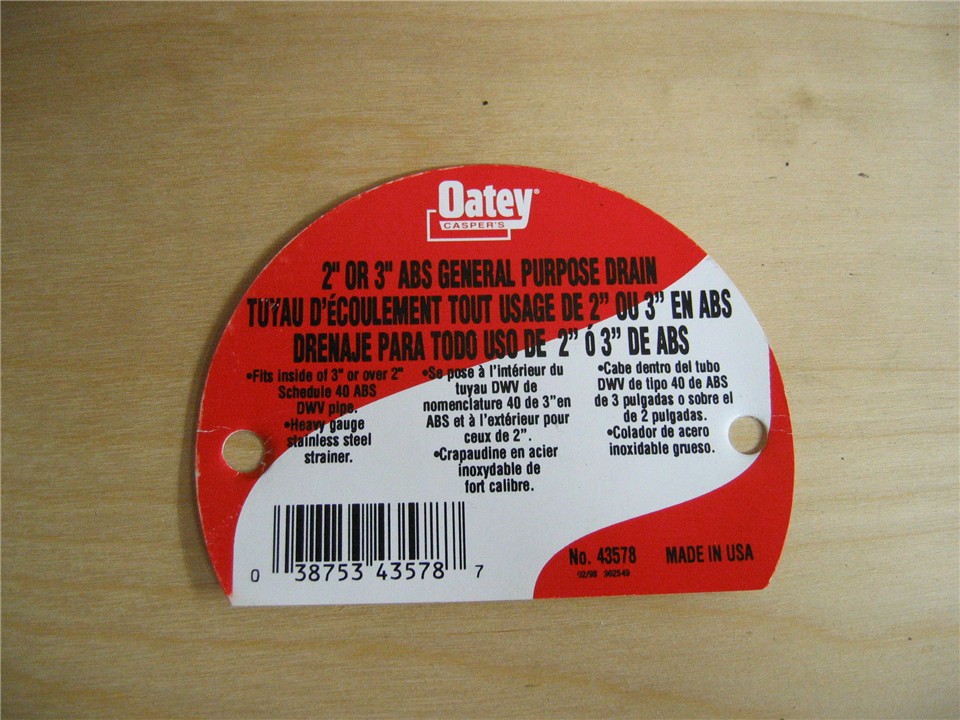 Oatey®
CASPER'S
2" OR 3" ABS GENERAL PURPOSE DRAIN
TUYAU D'ÉCOULEMENT TOUT USAGE DE 2" OU 3" EN ABS
DRENAJE PARA TODO USO DE 2" Ó 3" DE ABS
•Fits inside of 3" or over 2"
Schedule 40 ABS
DWV pipe.
•Heavy gauge
stainless steel
strainer.
•Se pose à l'intérieur du
tuyau DWV de
nomenclature 40 de 3"en
ABS et à l'extérieur pour
ceux de 2".
•Crapaudine en acier
inoxydable de
fort calibre.
•Cabe dentro del tubo
DWV de tipo 40 de ABS
de 3 pulgadas o sobre el
de 2 pulgadas.
•Colador de acero
inoxidable grueso.
0 38753 43578 7
No. 43578 MADE IN USA
02/98 902549